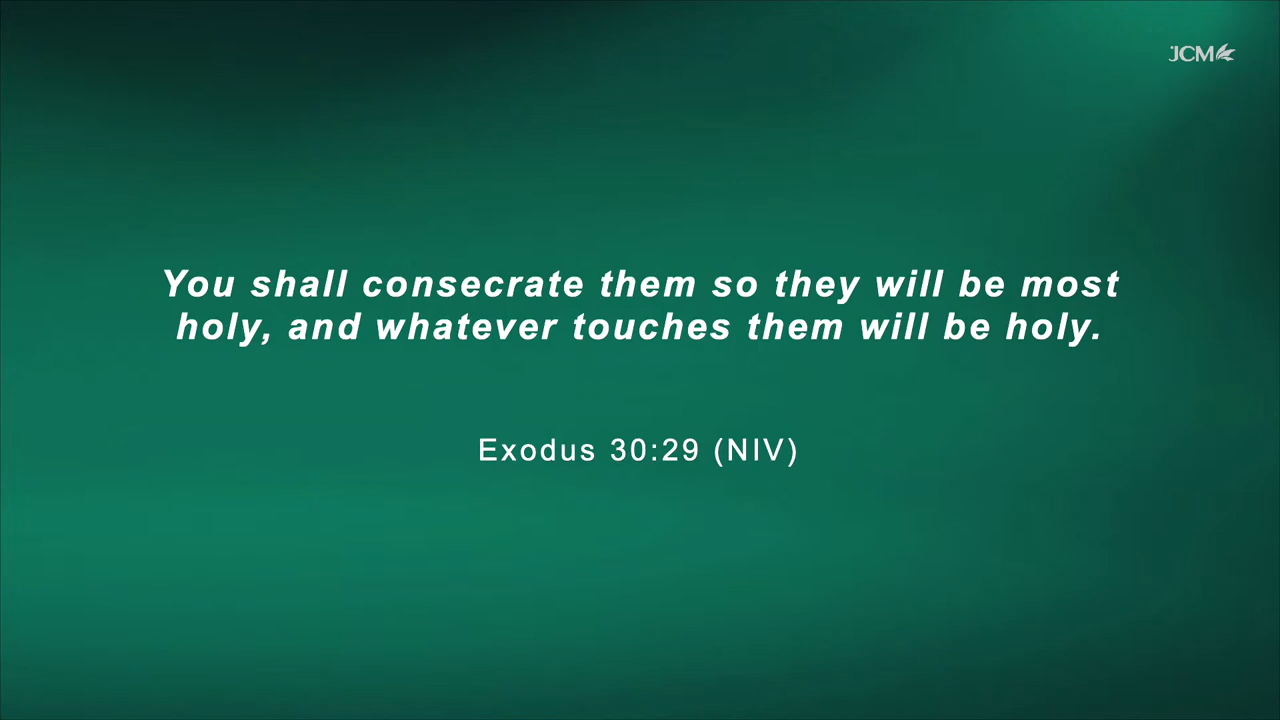 JCM
You shall consecrate them so they will be most
holy, and whatever touches them will be holy.
Exodus 30:29 (NIV)